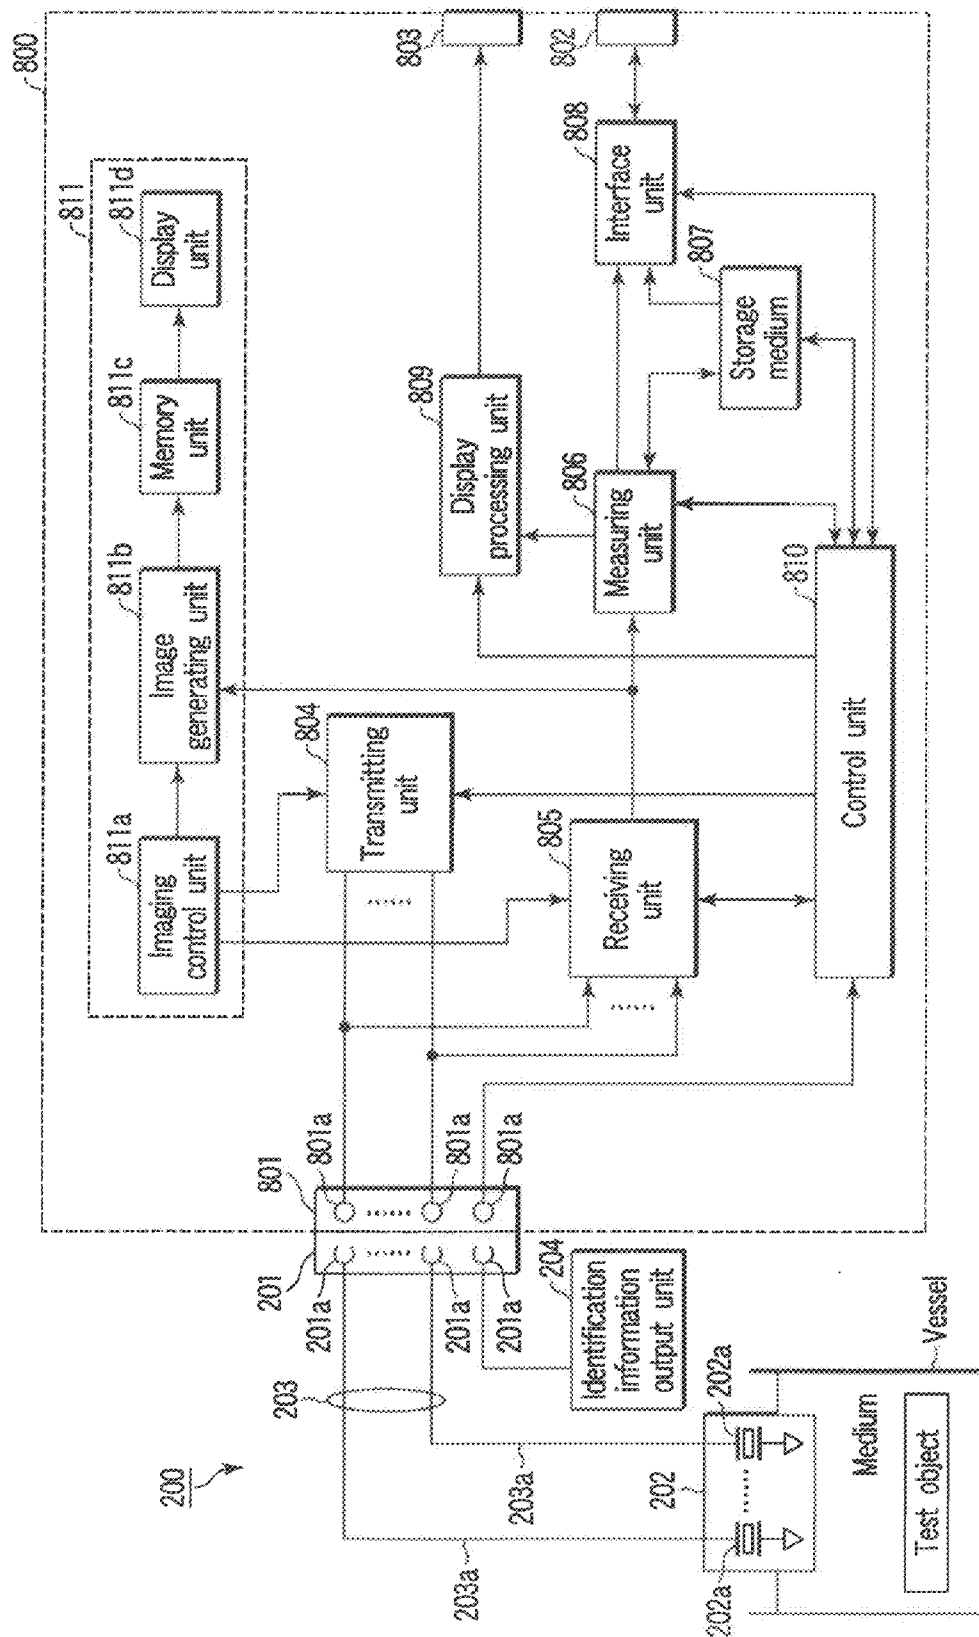 800
811
811a
Imaging
control unit
811b
Image
generating unit
811c
Memory
unit
811d
Display
unit
804
Transmitting
unit
809
Display
processing unit
803
805
Receiving
unit
806
Measuring
unit
808
Interface
unit
802
807
Storage
medium
810
Control unit
201
801
201a
801a
201a
801a
201a
801a
204
Identification
information
output unit
203
200
203a
203a
202
202a
202a
Medium
Vessel
Test object